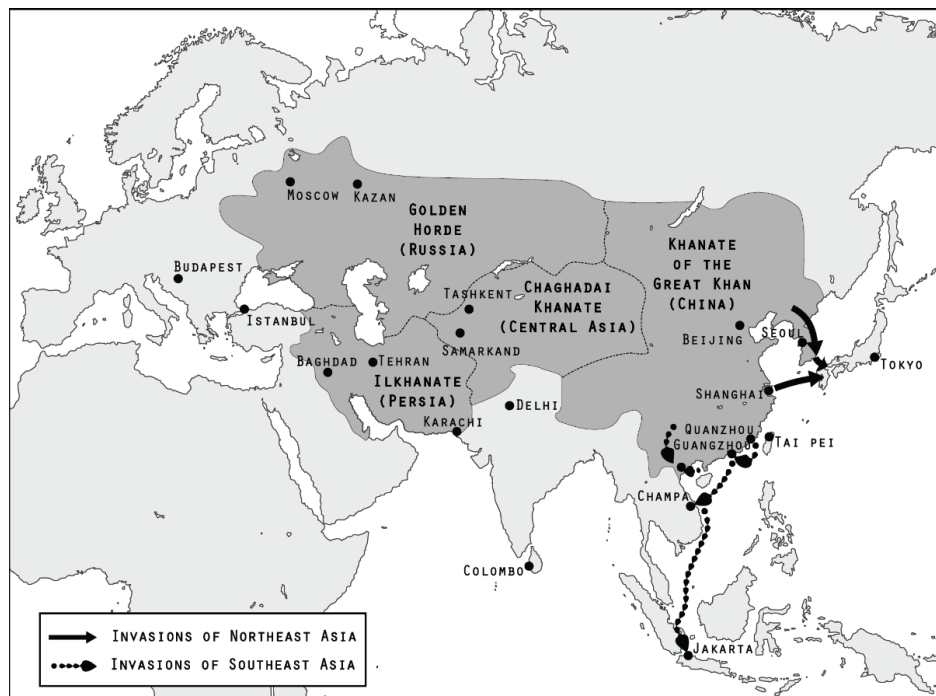 Moscow
Kazan
Golden
Horde
(Russia)
Khanate
of the
Great Khan
(China)
Budapest
Istanbul
Tashkent
Chaghadai
Khanate
(Central Asia)
Samarkand
Beijing
Seoul
Tokyo
Baghdad
Tehran
Ilkhanate
(Persia)
Shanghai
Delhi
Karachi
Quanzhou
Guangzhou
Tai Pei
Champa
Colombo
Jakarta
Invasions of Northeast Asia
Invasions of Southeast Asia